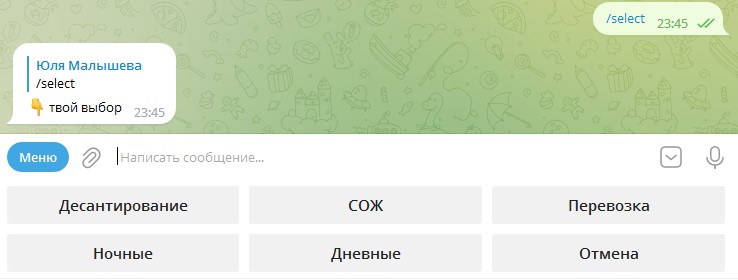 /select
23:45
Юля Малышева
/select
👇 твой выбор 23:45
Меню Написать сообщение...
Десантирование СОЖ Перевозка
Ночные Дневные Отмена